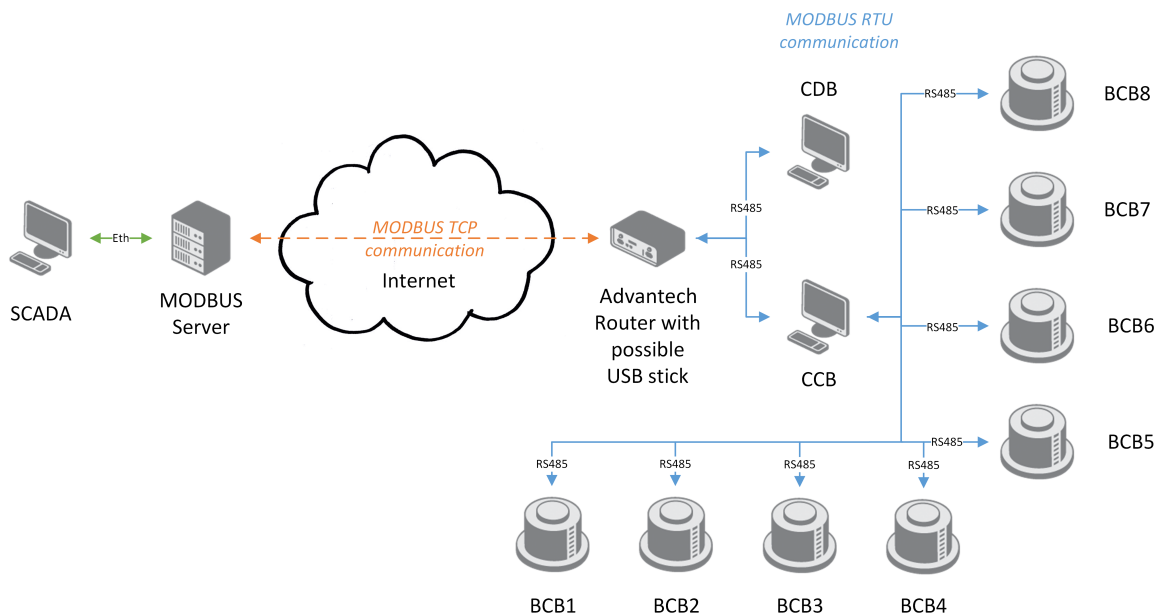 MODBUS RTU
communication
CDB
RS485
BCB8
RS485
BCB7
RS485
RS485
MODBUS TCP
communication
Internet
Eth
SCADA
MODBUS
Server
Advantech
Router with
possible
USB stick
CCB
RS485
BCB6
RS485
BCB5
RS485
RS485
RS485
RS485
BCB1
BCB2
BCB3
BCB4